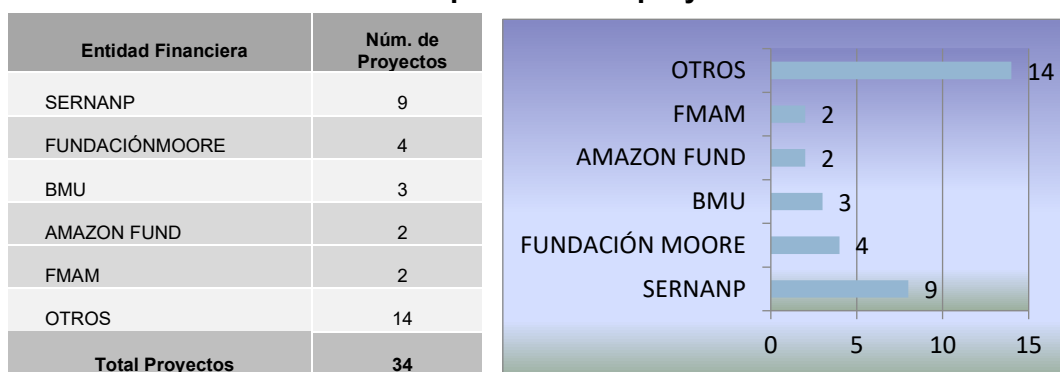 Entidad Financiera Núm. de Proyectos
SERNANP 9
FUNDACIÓNMOORE 4
BMU 3
AMAZON FUND 2
FMAM 2
OTROS 14
Total Proyectos 34
OTROS 14
FMAM 2
AMAZON FUND 2
BMU 3
FUNDACIÓN MOORE 4
SERNANP 9
0 5 10 15